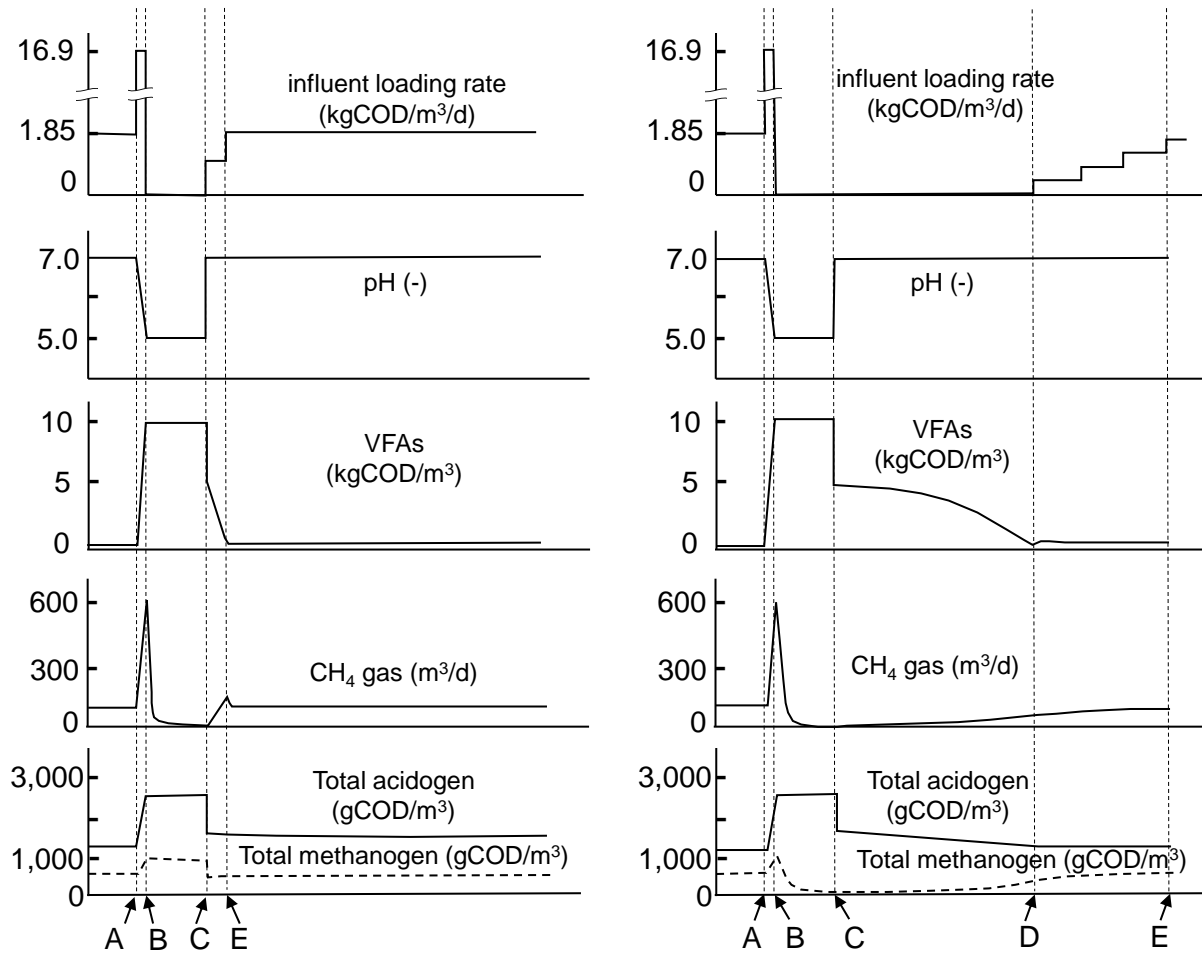 16.9
influent loading rate
(kgCOD/m³/d)
1.85
0
7.0
pH (-)
5.0
10
VFAs
(kgCOD/m³)
5
0
600
300
CH₄ gas (m³/d)
0
3,000
Total acidogen
(gCOD/m³)
1,000
Total methanogen (gCOD/m³)
0
A
B
C
E
16.9
influent loading rate
(kgCOD/m³/d)
1.85
0
7.0
pH (-)
5.0
10
VFAs
(kgCOD/m³)
5
0
600
300
CH₄ gas (m³/d)
0
3,000
Total acidogen
(gCOD/m³)
1,000
Total methanogen (gCOD/m³)
0
A
B
C
D
E